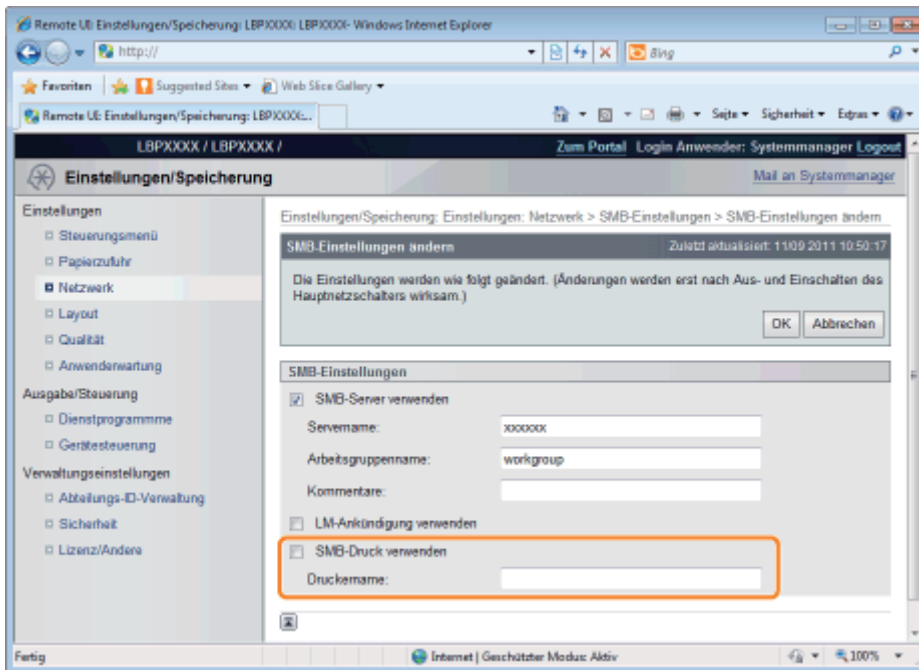 Remote UI: Einstellungen/Speicherung: LBPXXXX: LBPXXXX- Windows Internet Explorer
http://
Bing
Favoriten Suggested Sites Web Slice Gallery
Remote UI: Einstellungen/Speicherung: LBPXXXX:... Seite Sicherheit Extras
LBPXXXX / LBPXXXX / Zum Portal Login Anwender: Systemmanager Logout
Einstellungen/Speicherung Mail an Systemmanager
Einstellungen
Steuerungsmenü
Papierzufuhr
Netzwerk
Layout
Qualität
Anwenderwartung
Ausgabe/Steuerung
Dienstprogrammme
Gerätesteuerung
Verwaltungseinstellungen
Abteilungs-ID-Verwaltung
Sicherheit
Lizenz/Andere
Einstellungen/Speicherung: Einstellungen: Netzwerk > SMB-Einstellungen > SMB-Einstellungen ändern
SMB-Einstellungen ändern Zuletzt aktualisiert: 11/09 2011 10:50:17
Die Einstellungen werden wie folgt geändert. (Änderungen werden erst nach Aus- und Einschalten des
Hauptnetzschalters wirksam.)
OK Abbrechen
SMB-Einstellungen
SMB-Server verwenden
Servername: xxxxxxx
Arbeitsgruppenname: workgroup
Kommentare:
LM-Ankündigung verwenden
SMB-Druck verwenden
Druckername:
Fertig Internet | Geschützter Modus: Aktiv 100%